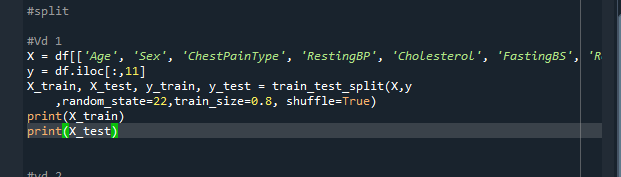 #split
#Vd 1
X = df[['Age', 'Sex', 'ChestPainType', 'RestingBP', 'Cholesterol', 'FastingBS',
y = df.iloc[:,11]
X_train, X_test, y_train, y_test = train_test_split(X,y
,random_state=22,train_size=0.8, shuffle=True)
print(X_train)
print(X_test)
#vd 2